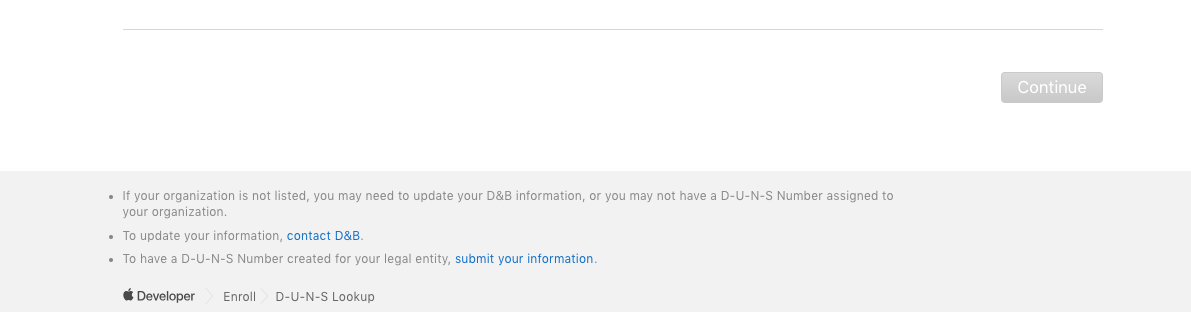 Continue
If your organization is not listed, you may need to update your D&B information, or you may not have a D-U-N-S Number assigned to
your organization.
To update your information, contact D&B.
To have a D-U-N-S Number created for your legal entity, submit your information.
Developer Enroll D-U-N-S Lookup